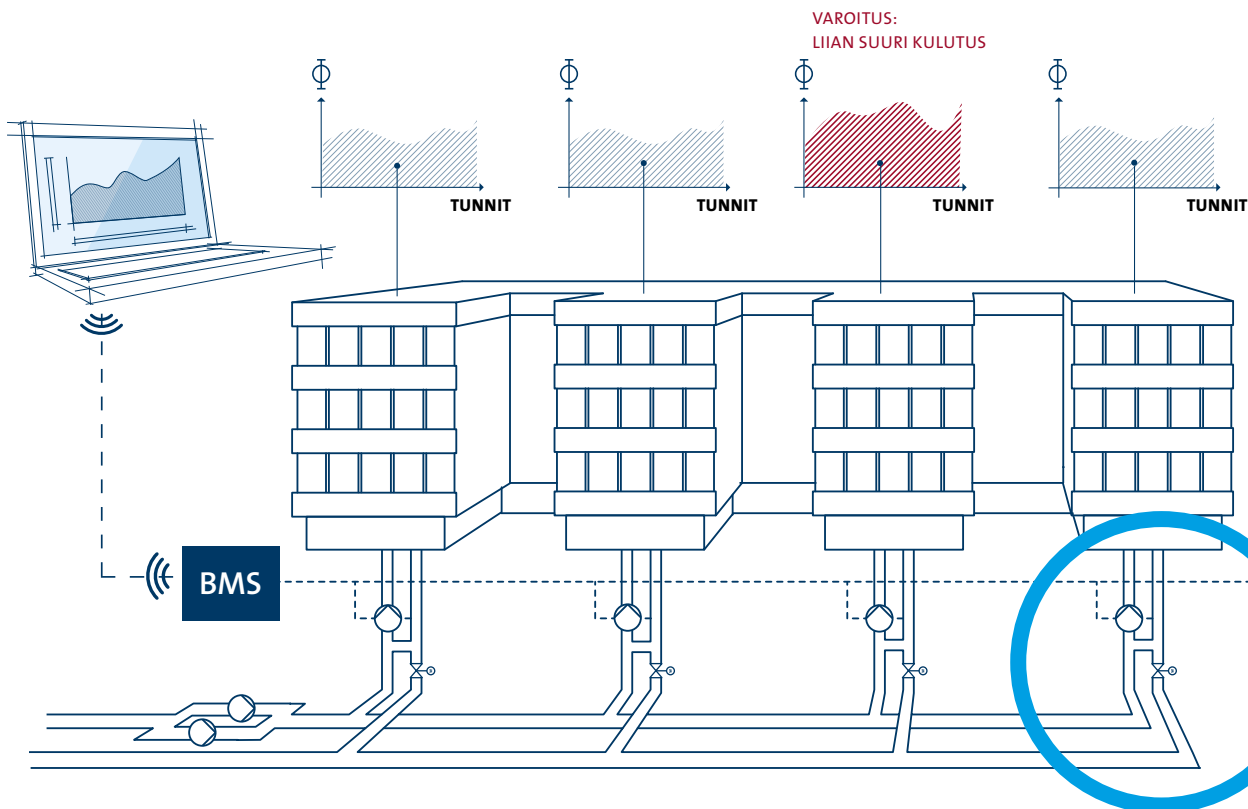 VAROITUS:
LIIAN SUURI KULUTUS
Φ
Φ
Φ
Φ
TUNNIT
TUNNIT
TUNNIT
TUNNIT
BMS